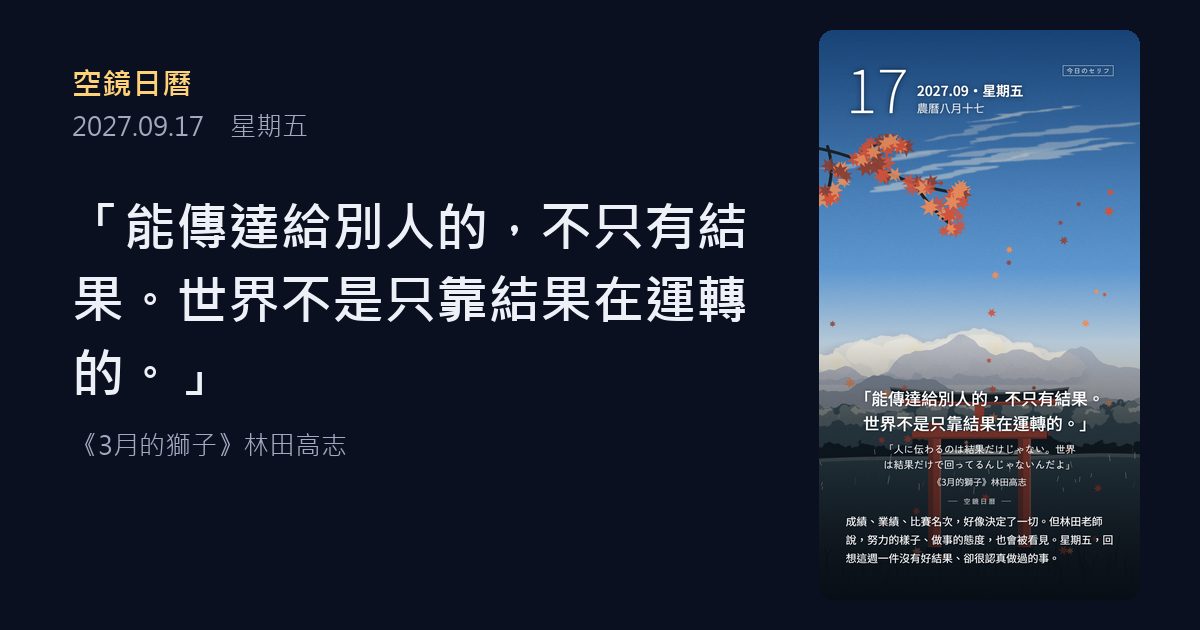 空鏡日曆
2027.09.17 星期五
「能傳達給別人的，不只有結
果。世界不是只靠結果在運轉
的。」
《3月的獅子》林田高志
17
2027.09・星期五
農曆八月十七
今日のセリフ
「能傳達給別人的，不只有結果。
世界不是只靠結果在運轉的。」
「人に伝わるのは結果だけじゃない。世界
は結果だけで回ってるんじゃないんだよ」
《3月的獅子》林田高志
— 空鏡日曆 —
成績、業績、比賽名次，好像決定了一切。但林田老師
說，努力的樣子、做事的態度，也會被看見。星期五，回
想這週一件沒有好結果、卻很認真做過的事。